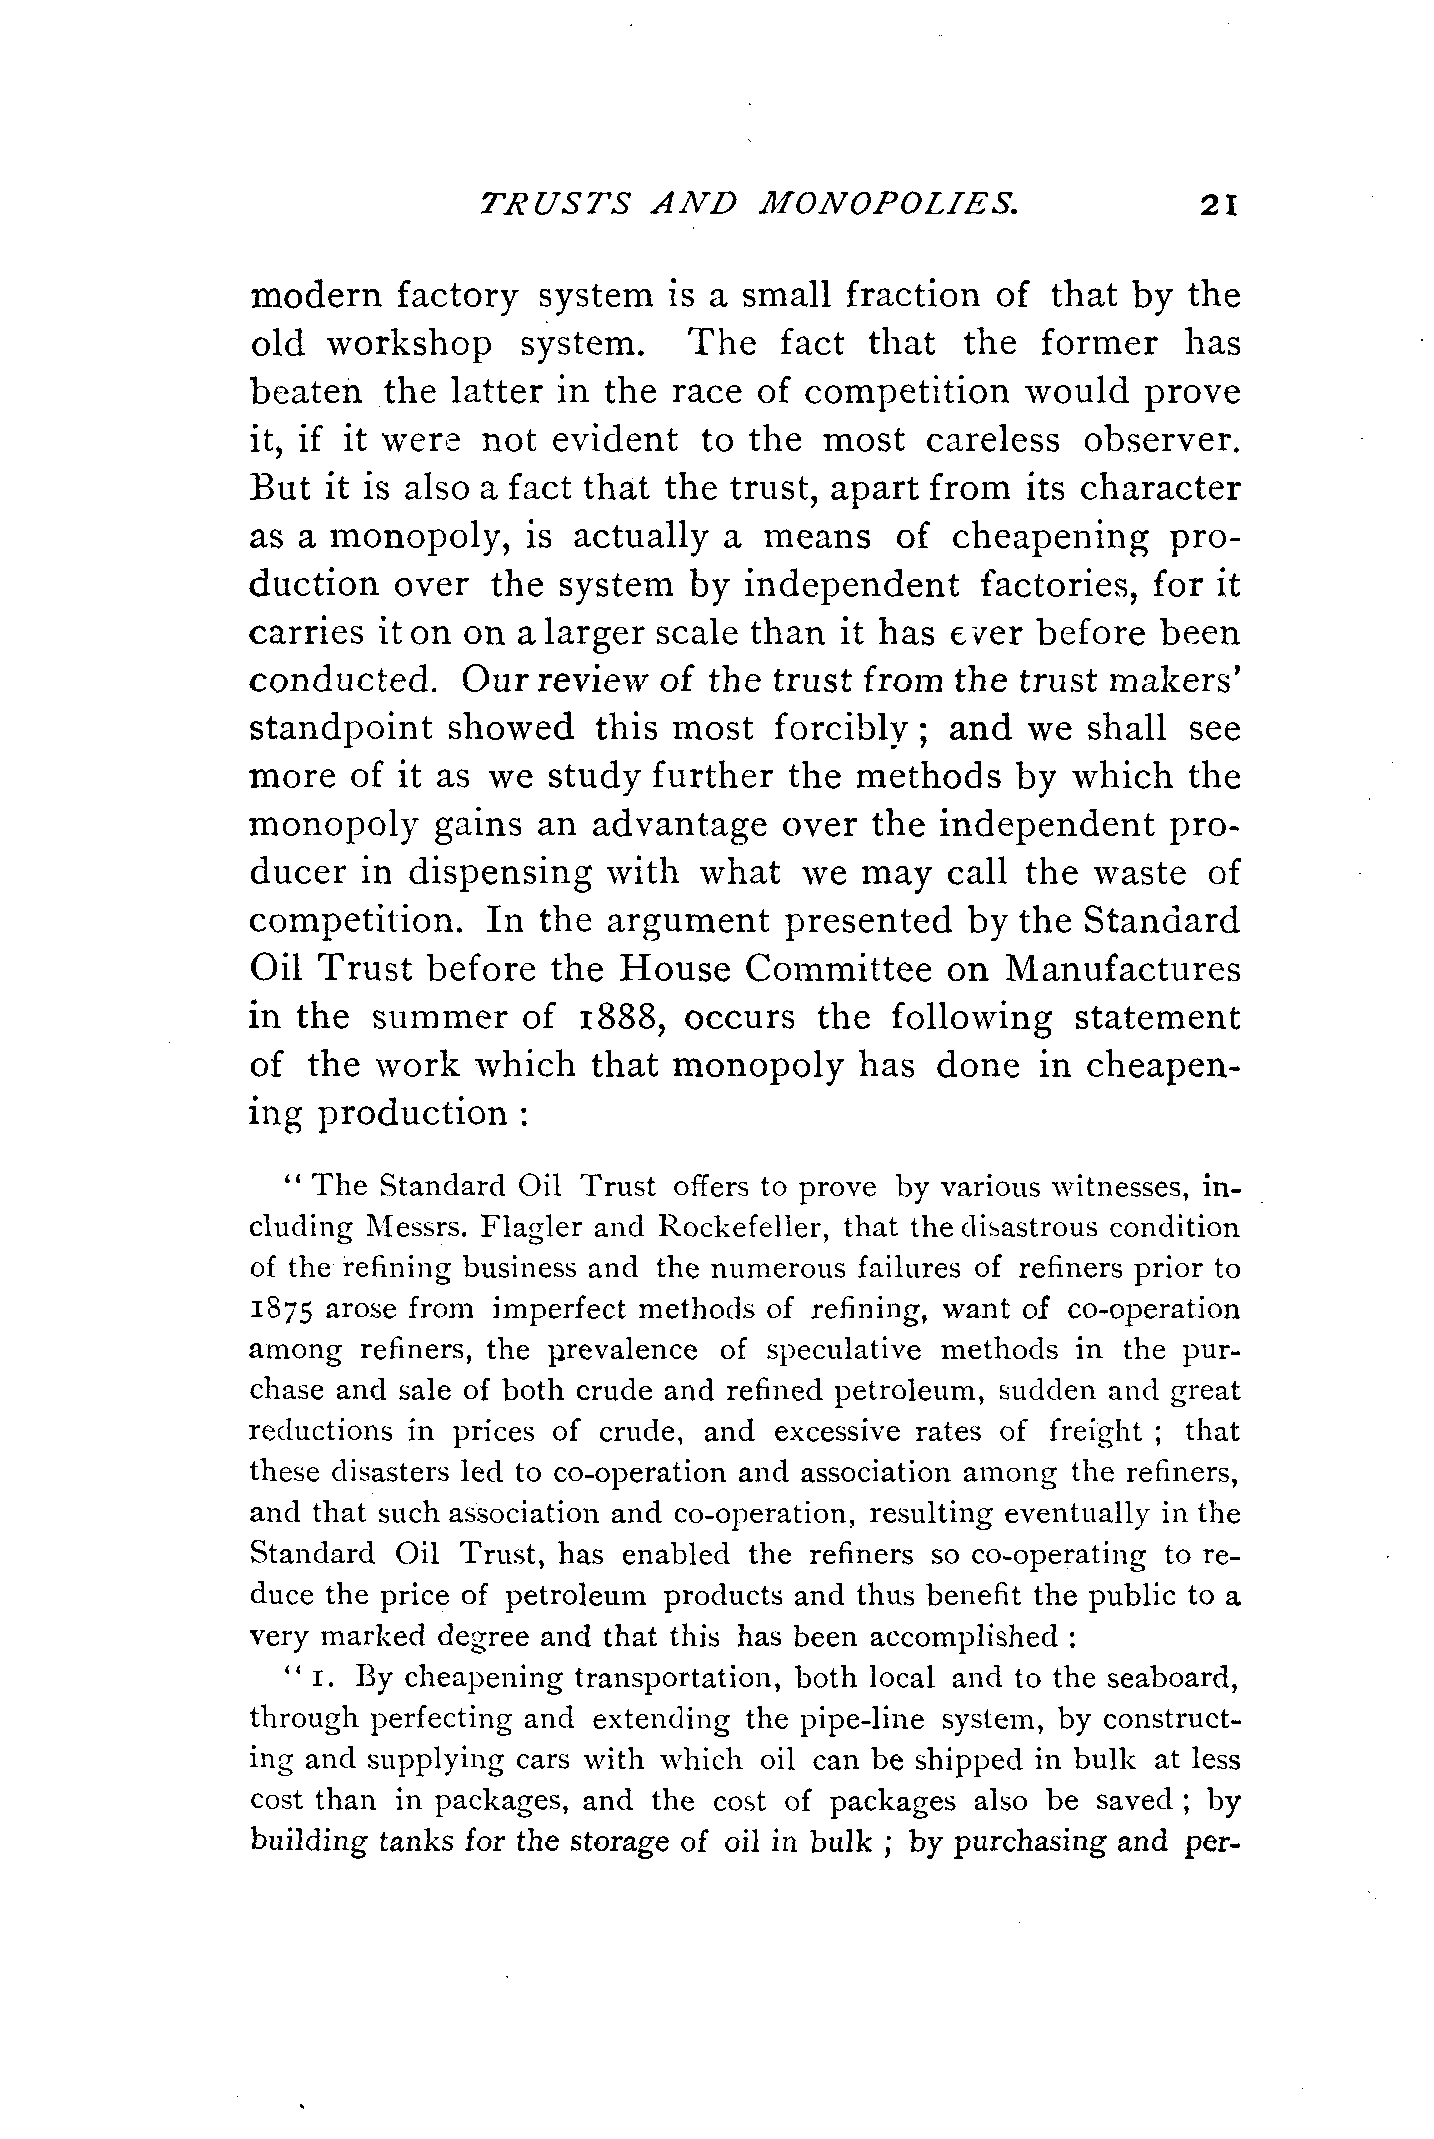 TRUSTS AND MONOPOLIES. 21
modern factory system is a small fraction of that by the
old workshop system. The fact that the former has
beaten the latter in the race of competition would prove
it, if it were not evident to the most careless observer.
But it is also a fact that the trust, apart from its character
as a monopoly, is actually a means of cheapening pro-
duction over the system by independent factories, for it
carries it on on a larger scale than it has ever before been
conducted. Our review of the trust from the trust makers'
standpoint showed this most forcibly ; and we shall see
more of it as we study further the methods by which the
monopoly gains an advantage over the independent pro-
ducer in dispensing with what we may call the waste of
competition. In the argument presented by the Standard
Oil Trust before the House Committee on Manufactures
in the summer of 1888, occurs the following statement
of the work which that monopoly has done in cheapen-
ing production :
“ The Standard Oil Trust offers to prove by various witnesses, in-
cluding Messrs. Flagler and Rockefeller, that the disastrous condition
of the refining business and the numerous failures of refiners prior to
1875 arose from imperfect methods of refining, want of co-operation
among refiners, the prevalence of speculative methods in the pur-
chase and sale of both crude and refined petroleum, sudden and great
reductions in prices of crude, and excessive rates of freight ; that
these disasters led to co-operation and association among the refiners,
and that such association and co-operation, resulting eventually in the
Standard Oil Trust, has enabled the refiners so co-operating to re-
duce the price of petroleum products and thus benefit the public to a
very marked degree and that this has been accomplished :
“ 1. By cheapening transportation, both local and to the seaboard,
through perfecting and extending the pipe-line system, by construct-
ing and supplying cars with which oil can be shipped in bulk at less
cost than in packages, and the cost of packages also be saved ; by
building tanks for the storage of oil in bulk ; by purchasing and per-